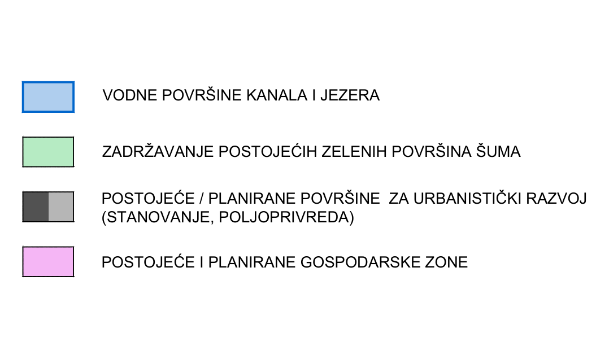 VODNE POVRŠINE KANALA I JEZERA
ZADRŽAVANJE POSTOJEĆIH ZELENIH POVRŠINA ŠUMA
POSTOJEĆE / PLANIRANE POVRŠINE  ZA URBANISTIČKI RAZVOJ
(STANOVANJE, POLJOPRIVREDA)
POSTOJEĆE I PLANIRANE GOSPODARSKE ZONE